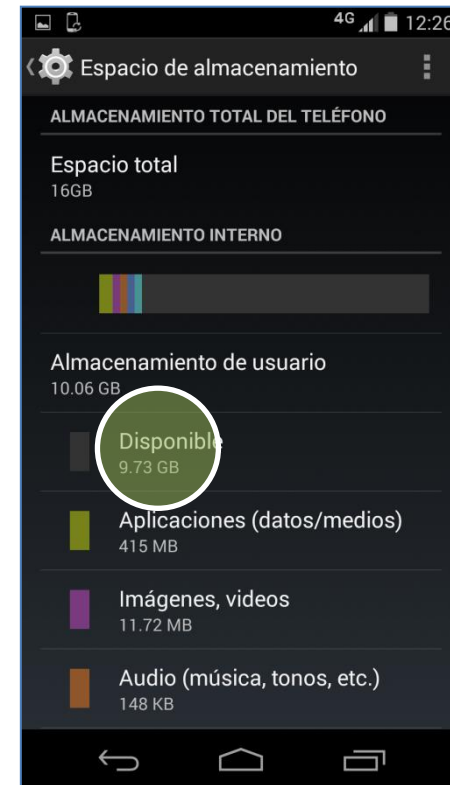 4G 12:26
Espacio de almacenamiento
ALMACENAMIENTO TOTAL DEL TELÉFONO
Espacio total
16GB
ALMACENAMIENTO INTERNO
Almacenamiento de usuario
10.06 GB
Disponible
9.73 GB
Aplicaciones (datos/medios)
415 MB
Imágenes, videos
11.72 MB
Audio (música, tonos, etc.)
148 KB